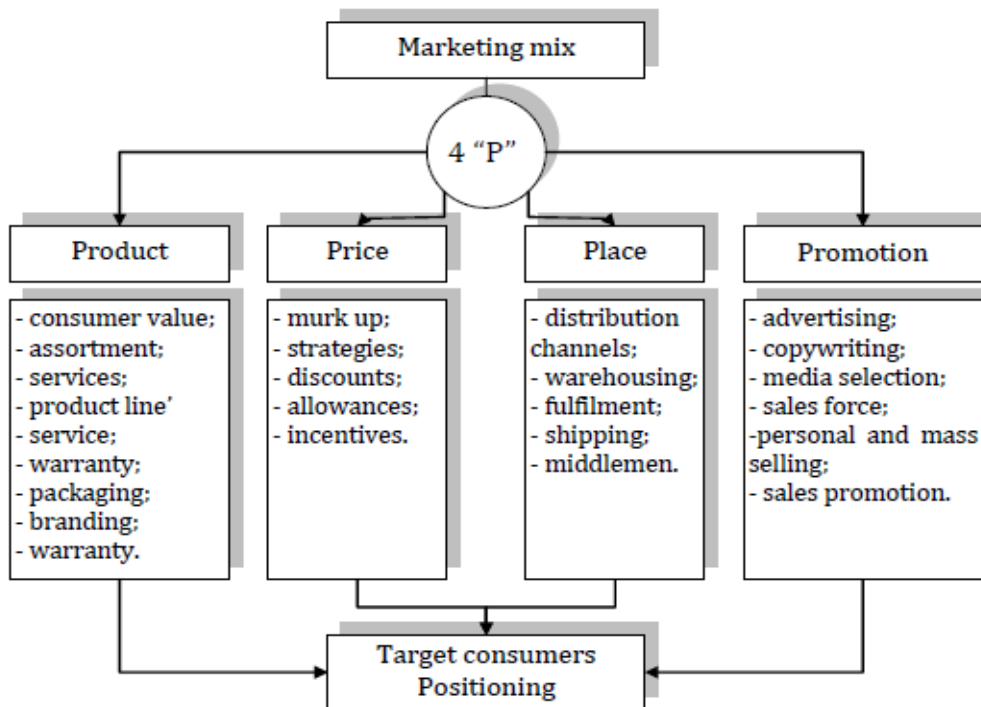 Marketing mix
4 “P”
Product
Price
Place
Promotion
- consumer value;
- assortment;
- services;
- product line’
- service;
- warranty;
- packaging;
- branding;
- warranty.
- murk up;
- strategies;
- discounts;
- allowances;
- incentives.
- distribution
channels;
- warehousing;
- fulfilment;
- shipping;
- middlemen.
- advertising;
- copywriting;
- media selection;
- sales force;
-personal and mass
selling;
- sales promotion.
Target consumers
Positioning